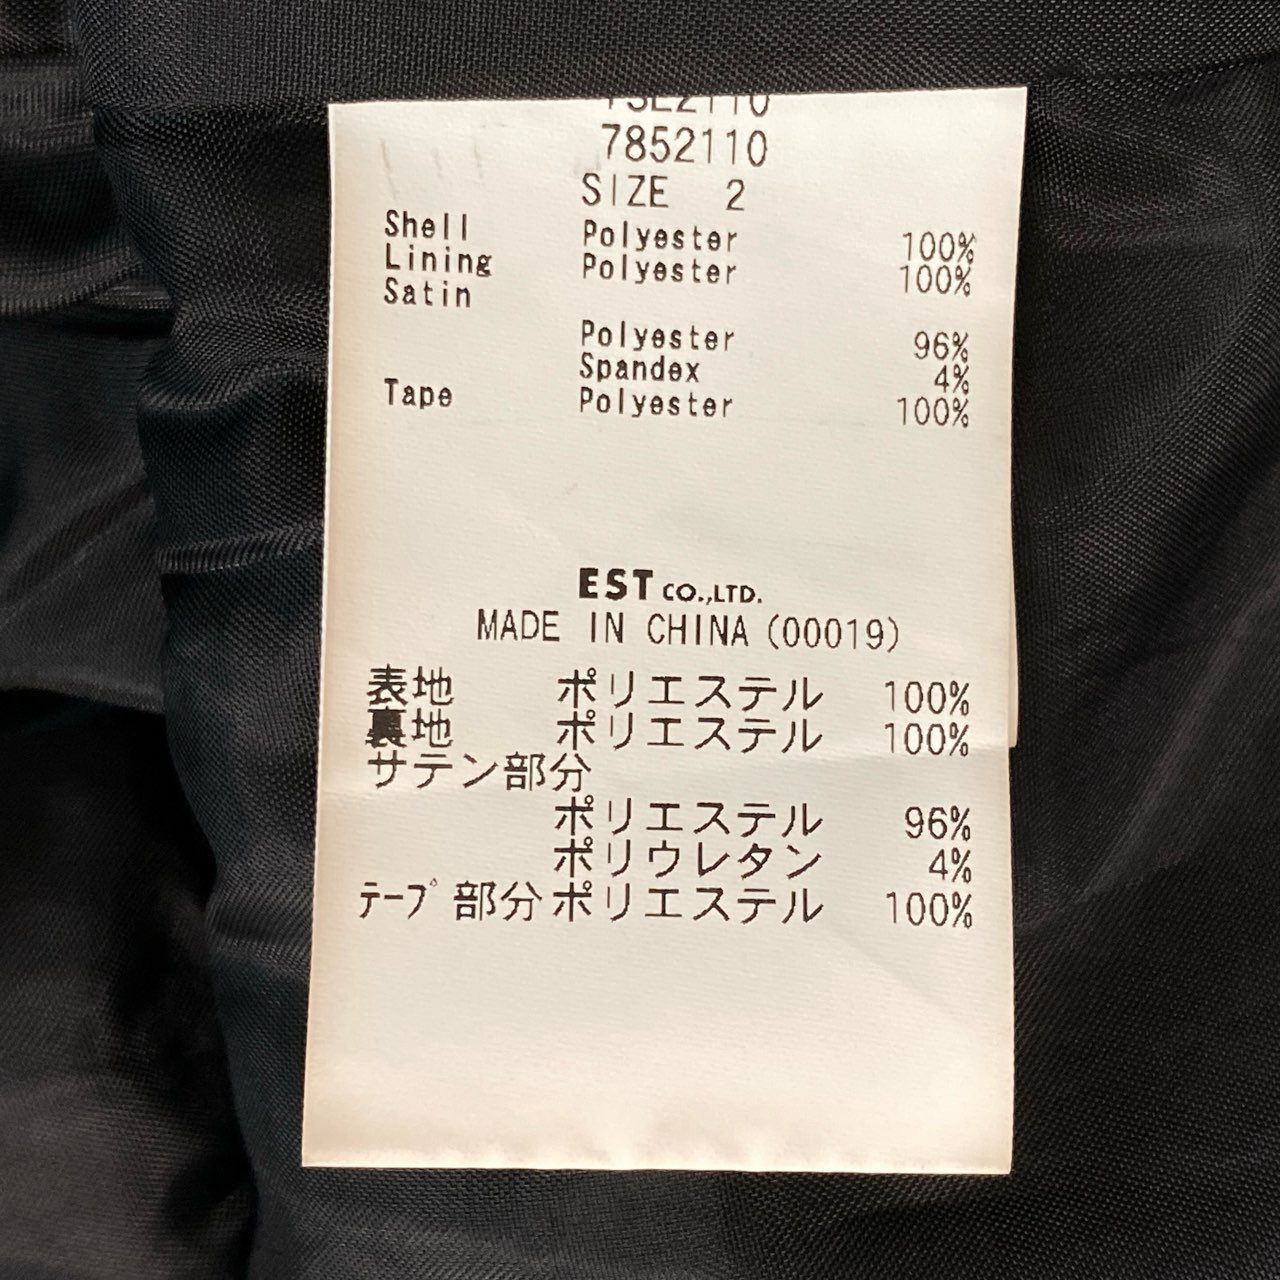 7852110
SIZE 2
Shell Polyester 100%
Lining Polyester 100%
Satin
Polyester 96%
Spandex 4%
Tape Polyester 100%
EST CO.,LTD.
MADE IN CHINA (00019)
表地 ポリエステル 100%
裏地 ポリエステル 100%
サテン部分
ポリエステル 96%
ポリウレタン 4%
ﾃｰﾌﾟ部分 ポリエステル 100%